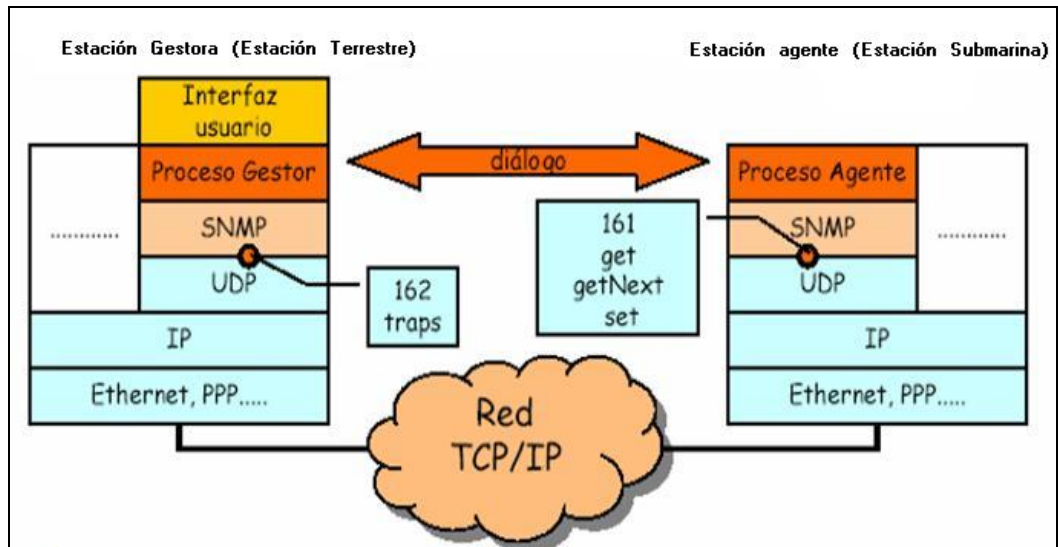 Estación Gestora (Estación Terrestre)
Estación agente (Estación Submarina)
Interfaz
usuario
Proceso Gestor
diálogo
Proceso Agente
............
SNMP
UDP
162
traps
161
get
getNext
set
SNMP
............
UDP
IP
IP
Ethernet, PPP.....
Ethernet, PPP.....
Red
TCP/IP